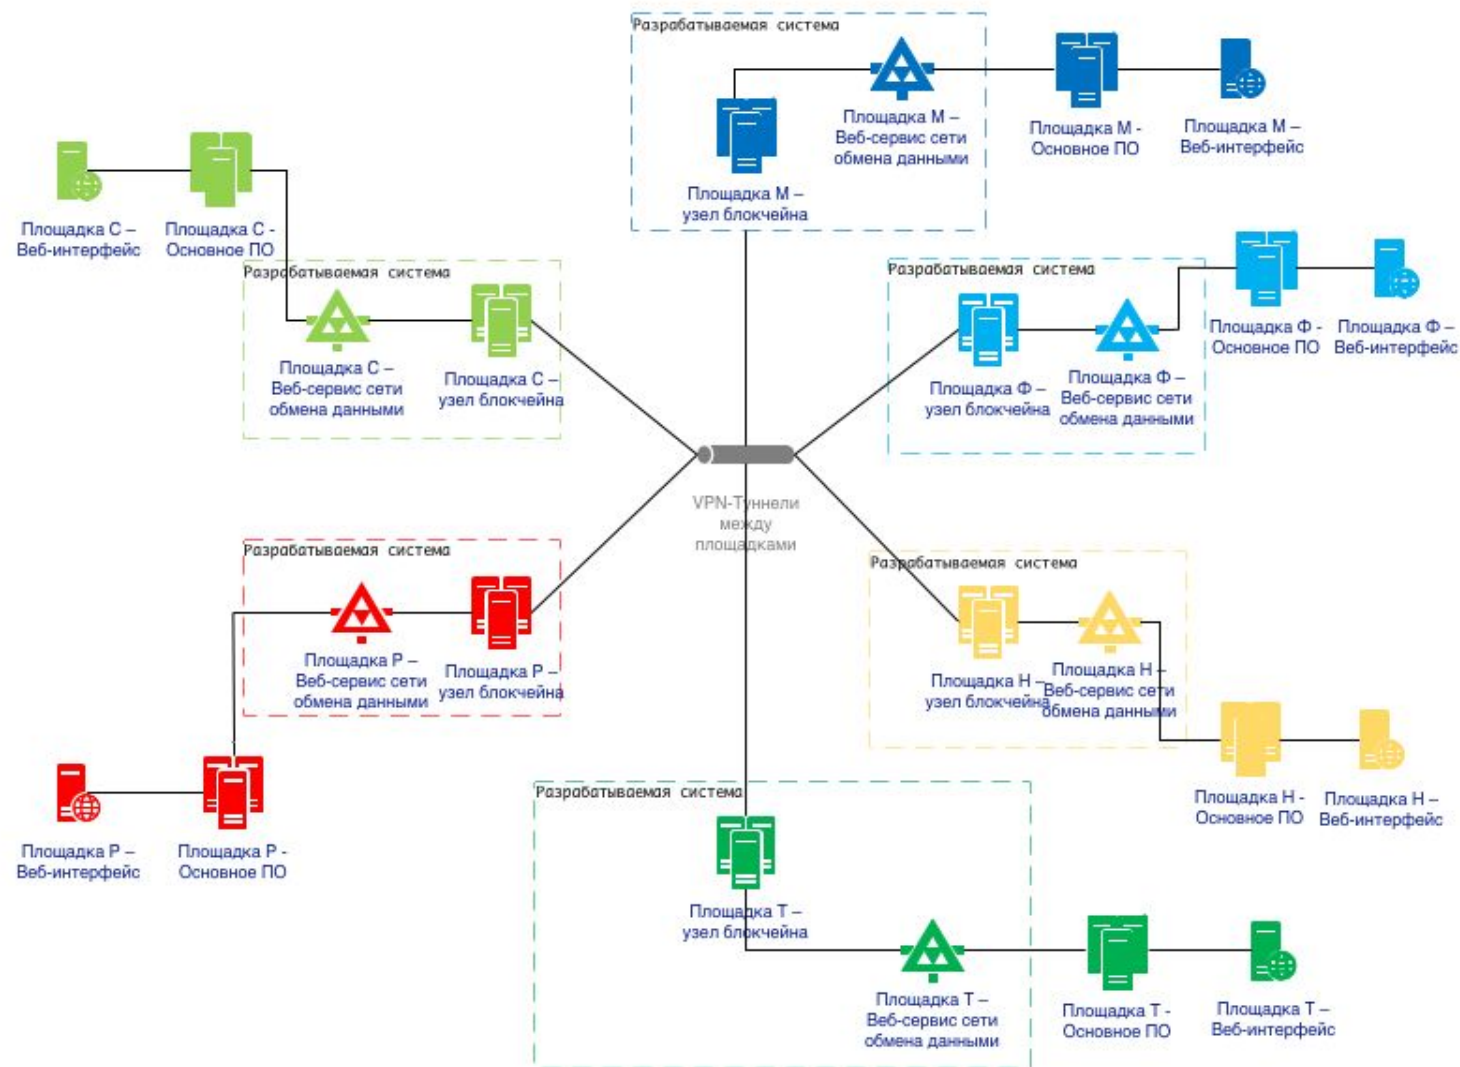 Разрабатываемая система
Площадка М –
Веб-сервис сети
обмена данными
Площадка М -
Основное ПО
Площадка М –
Веб-интерфейс
Площадка М –
узел блокчейна
Площадка С –
Веб-интерфейс
Площадка С -
Основное ПО
Разрабатываемая система
Площадка С –
Веб-сервис сети
обмена данными
Площадка С –
узел блокчейна
Разрабатываемая система
Площадка Ф –
узел блокчейна
Площадка Ф –
Веб-сервис сети
обмена данными
Площадка Ф -
Основное ПО
Площадка Ф –
Веб-интерфейс
VPN-Туннели
между
площадками
Разрабатываемая система
Площадка Р –
Веб-сервис сети
обмена данными
Площадка Р –
узел блокчейна
Площадка Р –
Веб-интерфейс
Площадка Р -
Основное ПО
Разрабатываемая система
Площадка Н –
узел блокчейна
Площадка Н –
Веб-сервис сети
обмена данными
Площадка Н -
Основное ПО
Площадка Н –
Веб-интерфейс
Разрабатываемая система
Площадка Т –
узел блокчейна
Площадка Т –
Веб-сервис сети
обмена данными
Площадка Т -
Основное ПО
Площадка Т –
Веб-интерфейс